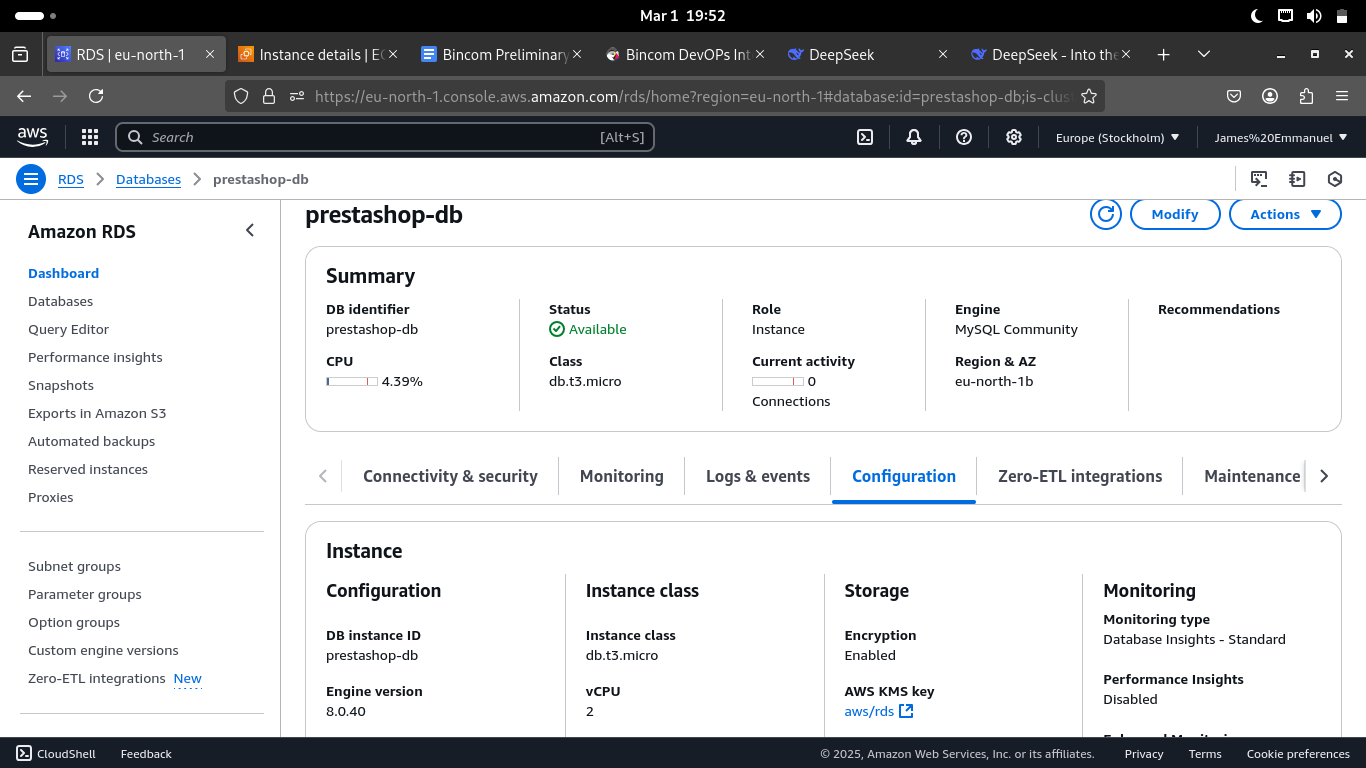 Mar 1 19:52
RDS | eu-north-1
Instance details | EC
Bincom Preliminary
Bincom DevOPs Int
DeepSeek
DeepSeek - Into the
https://eu-north-1.console.aws.amazon.com/rds/home?region=eu-north-1#database:id=prestashop-db;is-clus
aws
Search
[Alt+S]
Europe (Stockholm)
James%20Emmanuel
RDS
Databases
prestashop-db
Amazon RDS
Dashboard
Databases
Query Editor
Performance insights
Snapshots
Exports in Amazon S3
Automated backups
Reserved instances
Proxies
Subnet groups
Parameter groups
Option groups
Custom engine versions
Zero-ETL integrations New
prestashop-db
Modify
Actions
Summary
DB identifier
prestashop-db
CPU
4.39%
Status
Available
Class
db.t3.micro
Role
Instance
Current activity
0
Connections
Engine
MySQL Community
Region & AZ
eu-north-1b
Recommendations
Connectivity & security
Monitoring
Logs & events
Configuration
Zero-ETL integrations
Maintenance
Instance
Configuration
DB instance ID
prestashop-db
Engine version
8.0.40
Instance class
Instance class
db.t3.micro
vCPU
2
Storage
Encryption
Enabled
AWS KMS key
aws/rds
Monitoring
Monitoring type
Database Insights - Standard
Performance Insights
Disabled
CloudShell
Feedback
© 2025, Amazon Web Services, Inc. or its affiliates.
Privacy
Terms
Cookie preferences